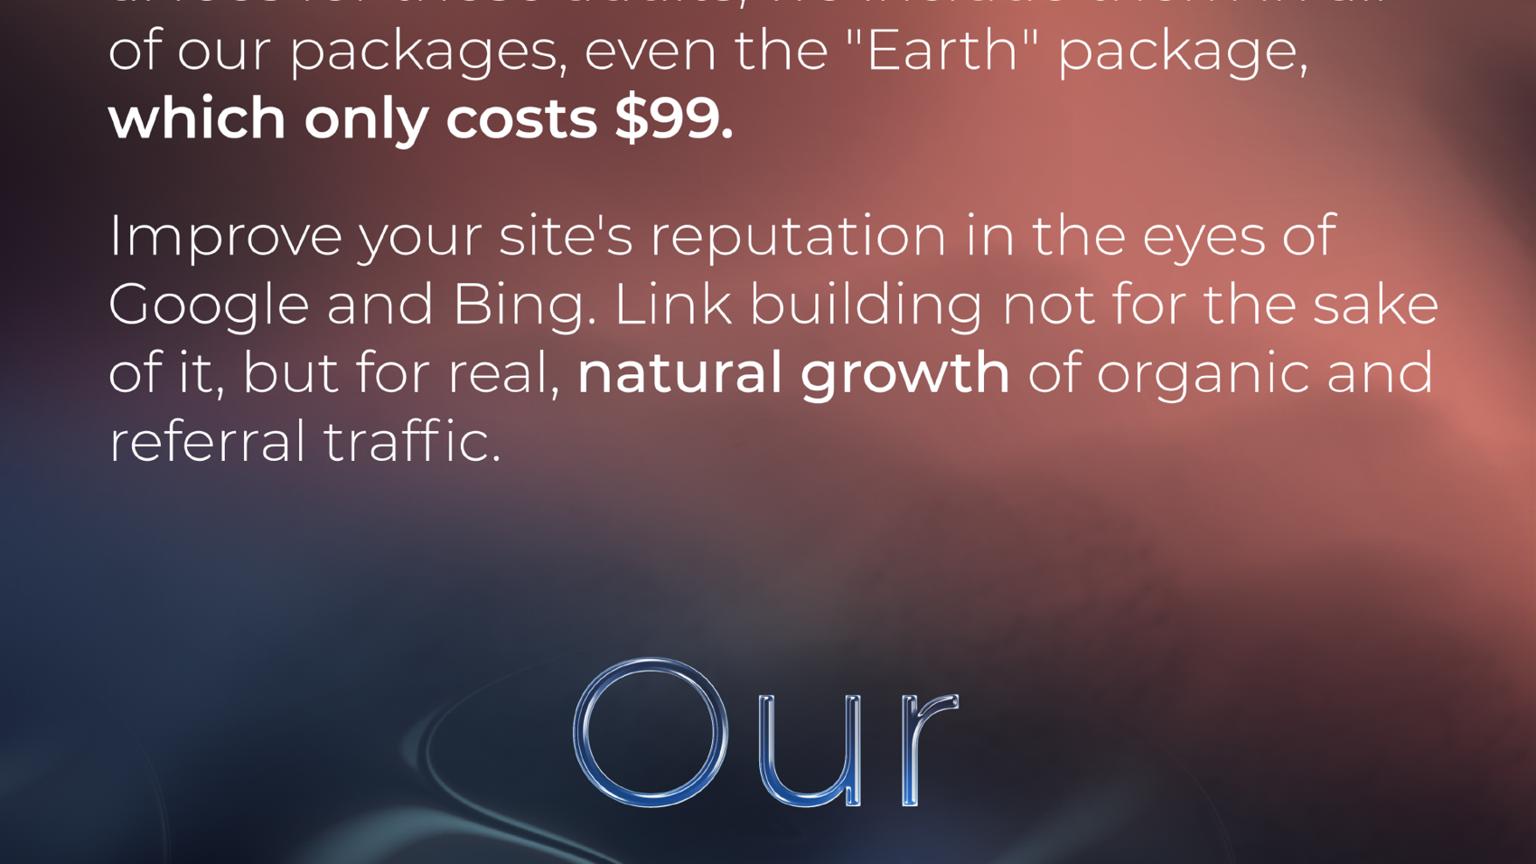 of our packages, even the "Earth" package,
which only costs $99.
Improve your site's reputation in the eyes of
Google and Bing. Link building not for the sake
of it, but for real, natural growth of organic and
referral traffic.
Our